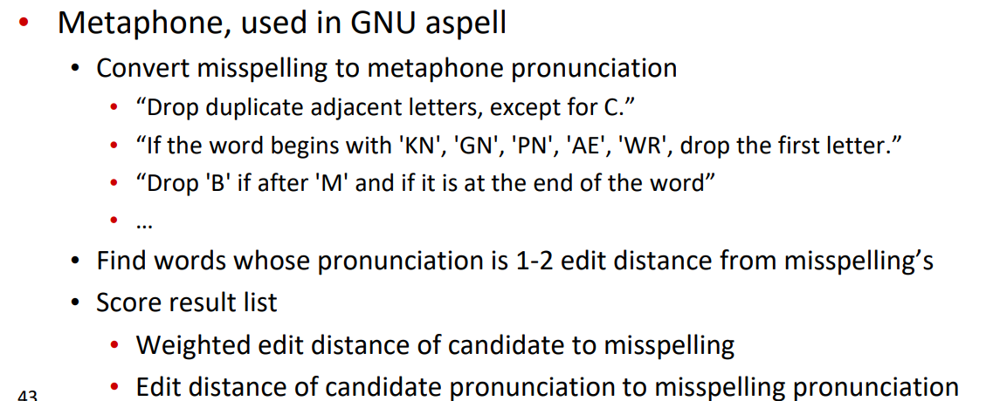 • Metaphone, used in GNU aspell
• Convert misspelling to metaphone pronunciation
• “Drop duplicate adjacent letters, except for C.”
• “If the word begins with 'KN', 'GN', 'PN', 'AE', 'WR', drop the first letter.”
• “Drop 'B' if after 'M' and if it is at the end of the word”
• …
• Find words whose pronunciation is 1-2 edit distance from misspelling’s
• Score result list
• Weighted edit distance of candidate to misspelling
• Edit distance of candidate pronunciation to misspelling pronunciation
43